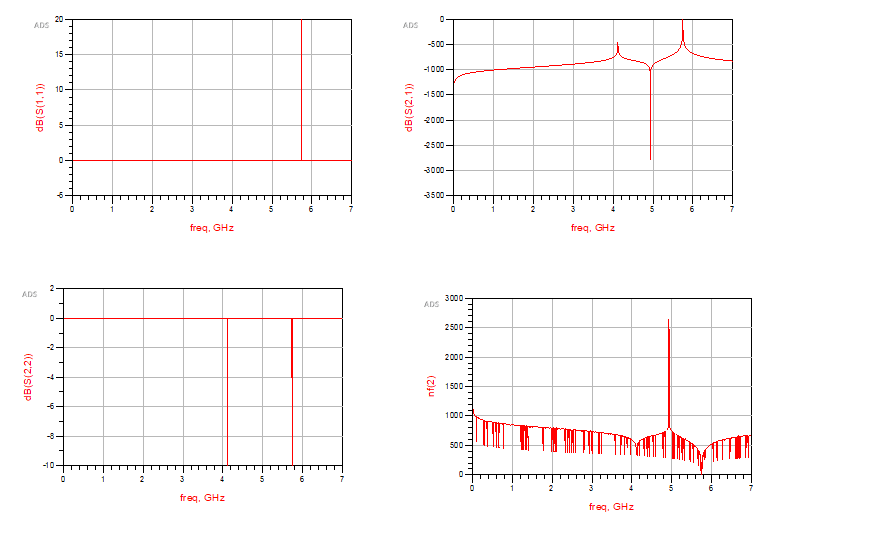 ADS
dB(S(1,1))
20
15
10
5
0
-5
0 1 2 3 4 5 6 7
freq, GHz
ADS
dB(S(2,1))
0
-500
-1000
-1500
-2000
-2500
-3000
-3500
0 1 2 3 4 5 6 7
freq, GHz
ADS
dB(S(2,2))
2
0
-2
-4
-6
-8
-10
0 1 2 3 4 5 6 7
freq, GHz
ADS
nf(2)
3000
2500
2000
1500
1000
500
0
0 1 2 3 4 5 6 7
freq, GHz